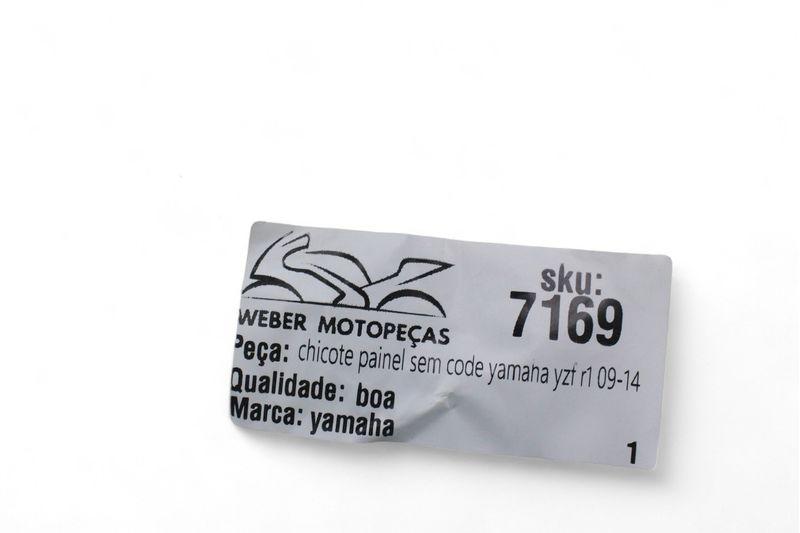 WEBER MOTOPEÇAS
sku:
7169
Peça: chicote painel sem code yamaha yzf r1 09-14
Qualidade: boa
Marca: yamaha
1